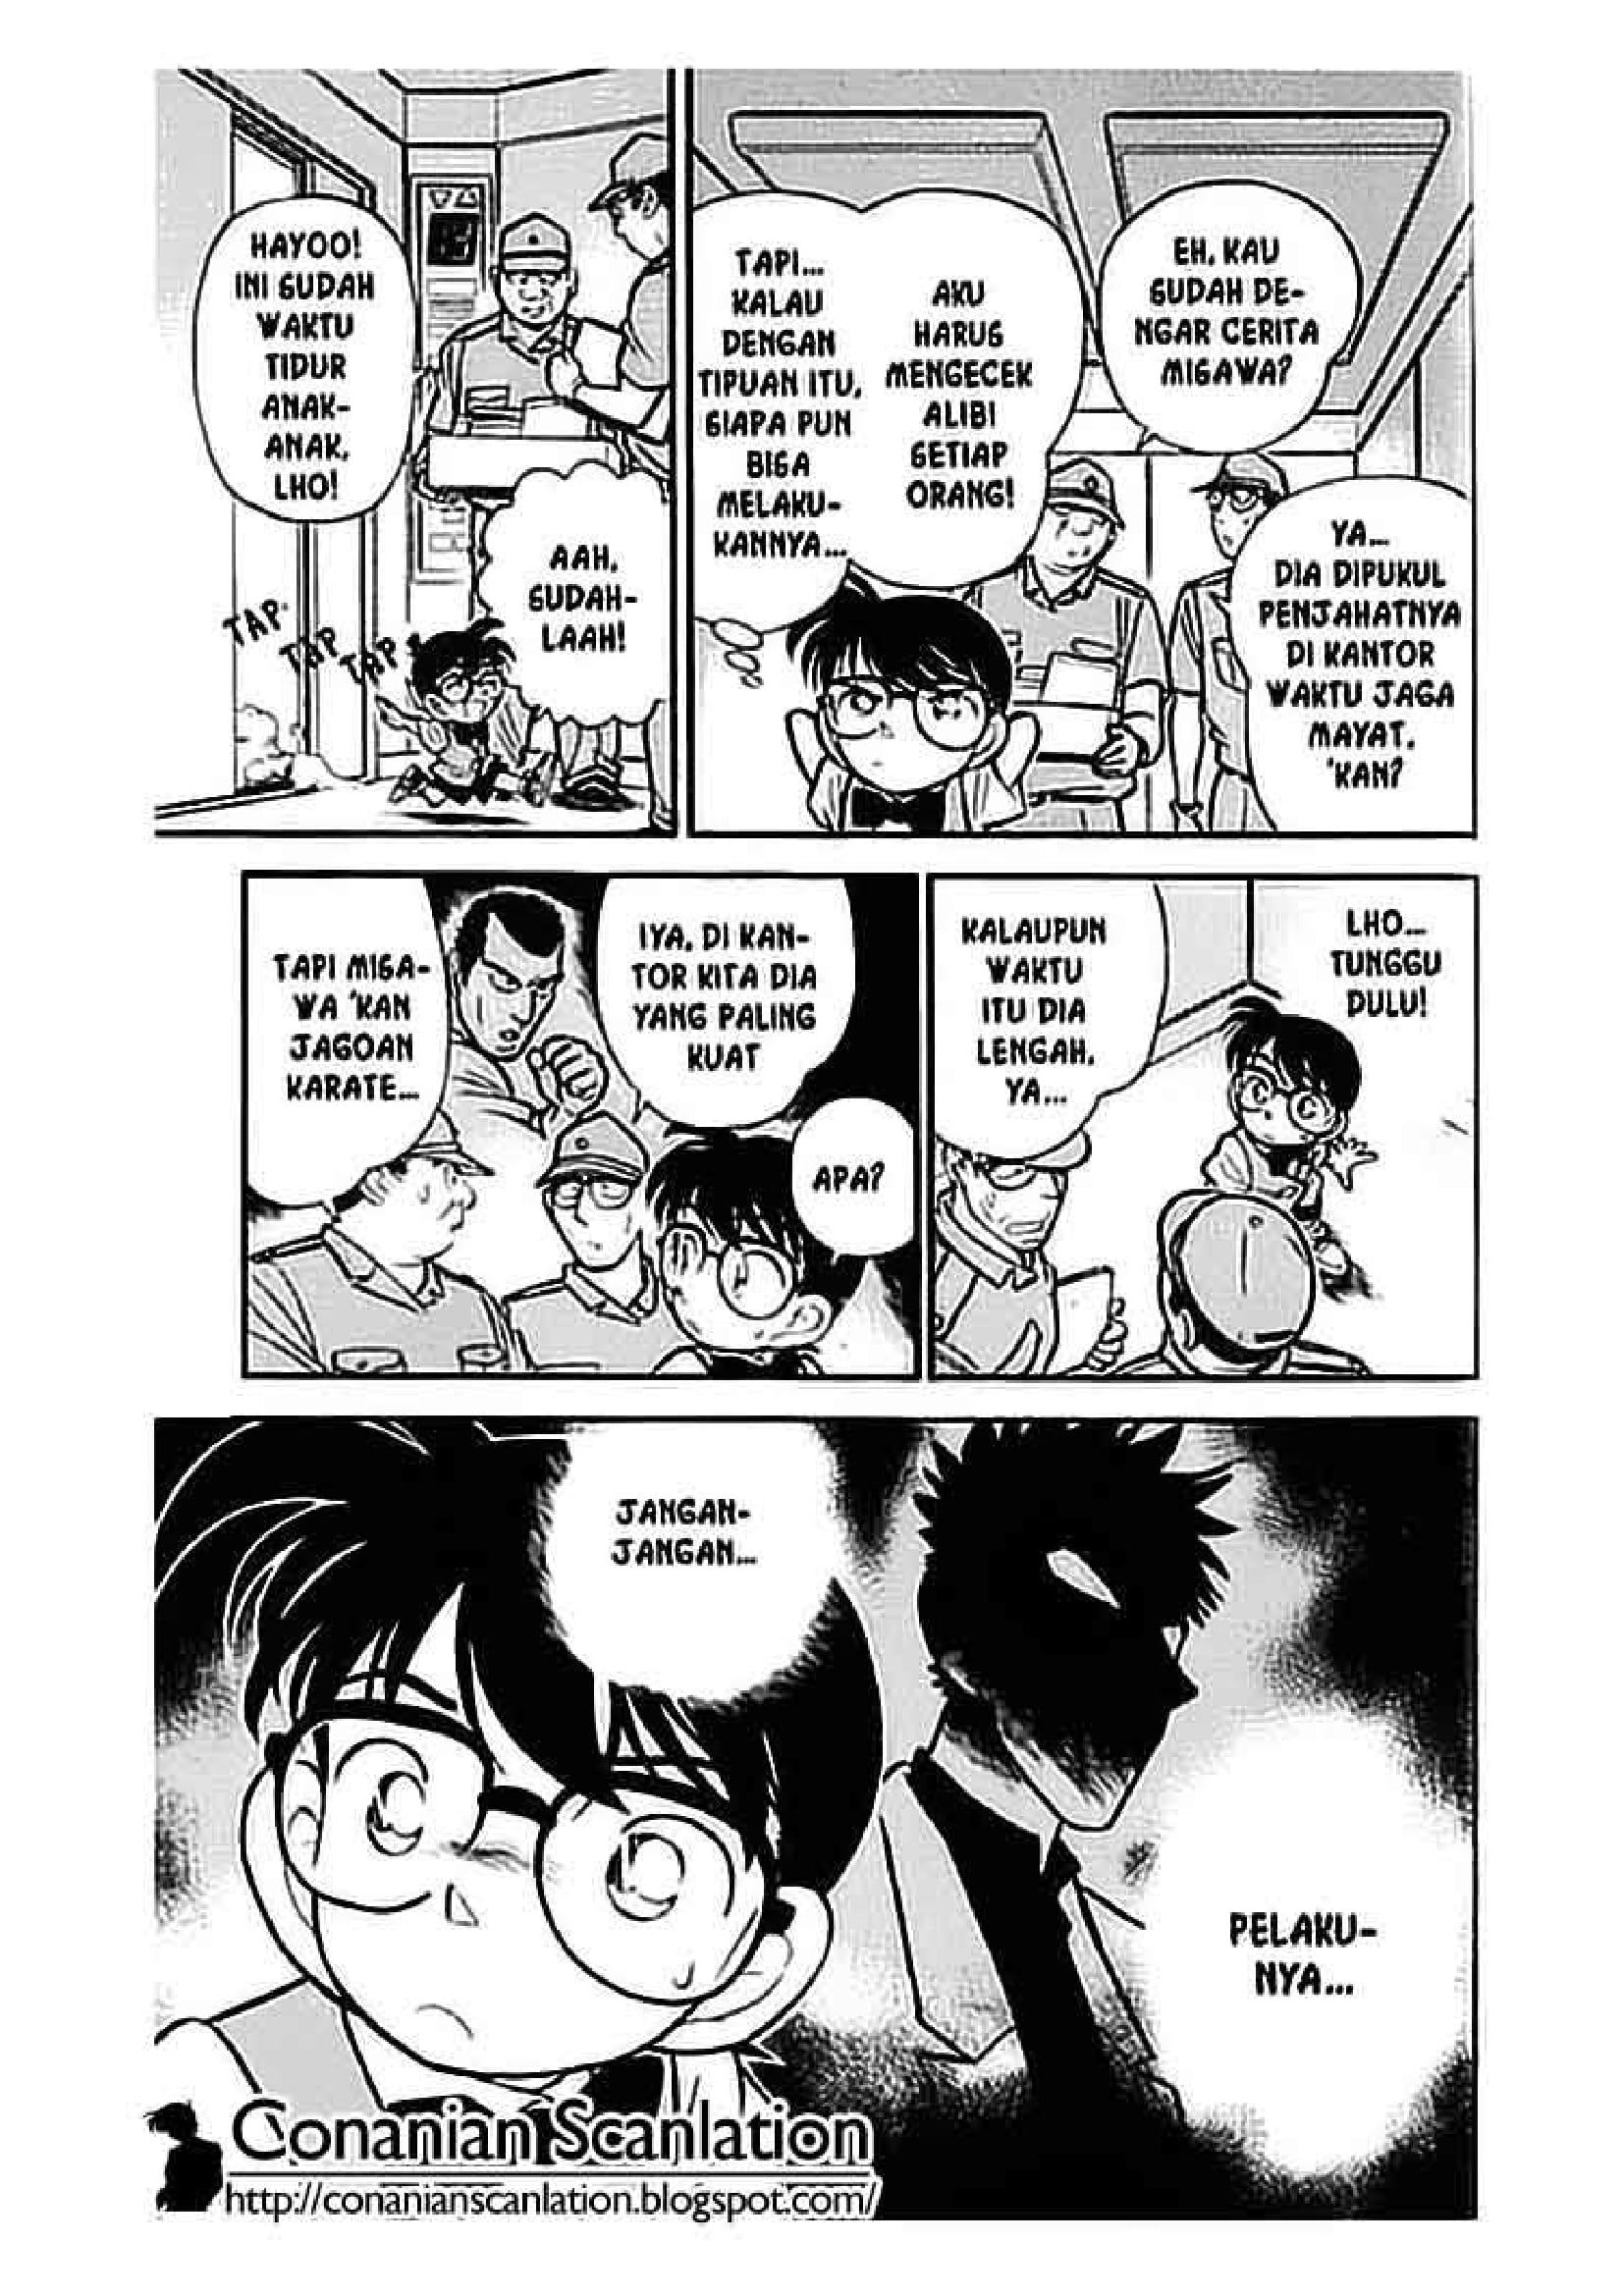 EH, KAU
SUDAH DE-
NGAR CERITA
MISAWA?
YA...
DIA DIPUKUL
PENJAHATNYA
DI KANTOR
WAKTU JAGA
MAYAT,
'KAN?
AKU
HARUS
MENGECEK
ALIBI
SETIAP
ORANG!
TAPI...
KALAU
DENGAN
TIPUAN ITU,
SIAPA PUN
BISA
MELAKU-
KANNYA...
HAYOO!
INI SUDAH
WAKTU
TIDUR
ANAK-
ANAK,
LHO!
AAH,
SUDAH-
LAAH!
TAP
TAP
TAP
LHO...
TUNGGU
DULU!
KALAUPUN
WAKTU
ITU DIA
LENGAH,
YA...
IYA, DI KAN-
TOR KITA DIA
YANG PALING
KUAT
TAPI MISA-
WA 'KAN
JAGOAN
KARATE...
APA?
JANGAN-
JANGAN...
PELAKU-
NYA...
Conanian Scanlation
http://conanianscanlation.blogspot.com/